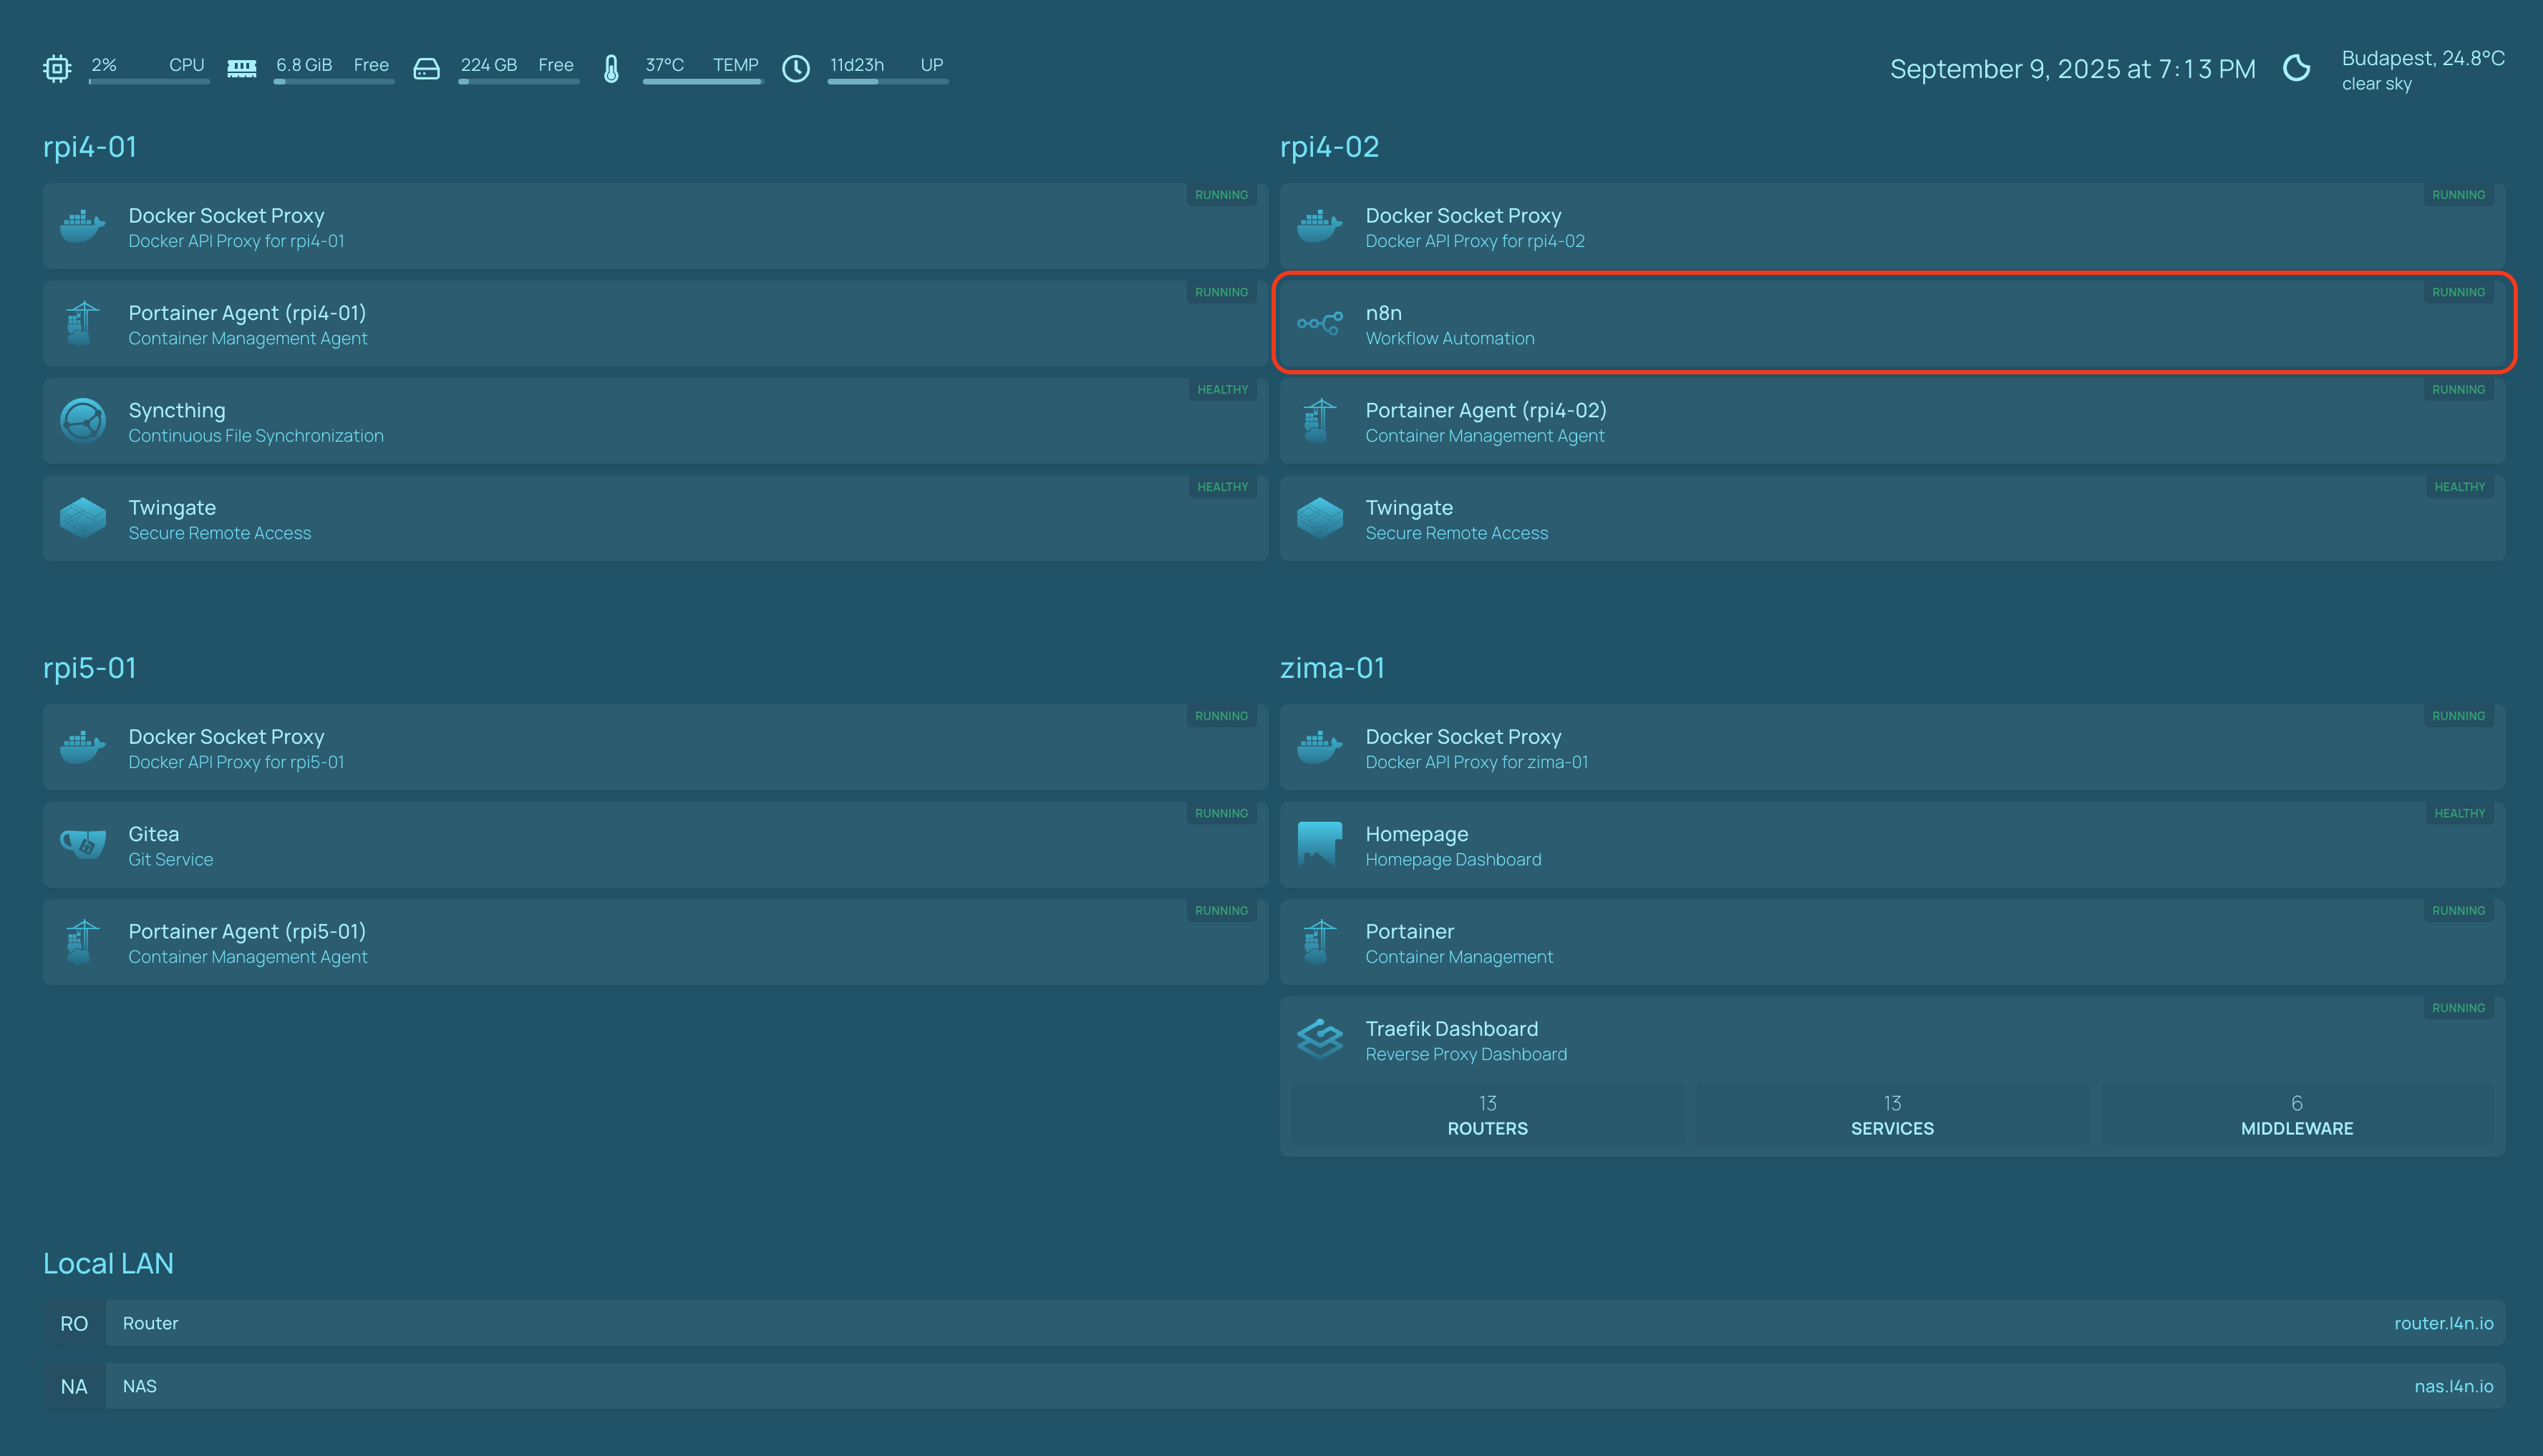 2% CPU 6.8 GiB Free 224 GB Free 37°C TEMP 11d23h UP
September 9, 2025 at 7:13 PM
Budapest, 24.8°C
clear sky
rpi4-01
RUNNING
Docker Socket Proxy
Docker API Proxy for rpi4-01
RUNNING
Portainer Agent (rpi4-01)
Container Management Agent
HEALTHY
Syncthing
Continuous File Synchronization
HEALTHY
Twingate
Secure Remote Access
rpi4-02
RUNNING
Docker Socket Proxy
Docker API Proxy for rpi4-02
RUNNING
n8n
Workflow Automation
RUNNING
Portainer Agent (rpi4-02)
Container Management Agent
HEALTHY
Twingate
Secure Remote Access
rpi5-01
RUNNING
Docker Socket Proxy
Docker API Proxy for rpi5-01
RUNNING
Gitea
Git Service
RUNNING
Portainer Agent (rpi5-01)
Container Management Agent
zima-01
RUNNING
Docker Socket Proxy
Docker API Proxy for zima-01
HEALTHY
Homepage
Homepage Dashboard
RUNNING
Portainer
Container Management
RUNNING
Traefik Dashboard
Reverse Proxy Dashboard
13
ROUTERS
13
SERVICES
6
MIDDLEWARE
Local LAN
RO Router router.l4n.io
NA NAS nas.l4n.io